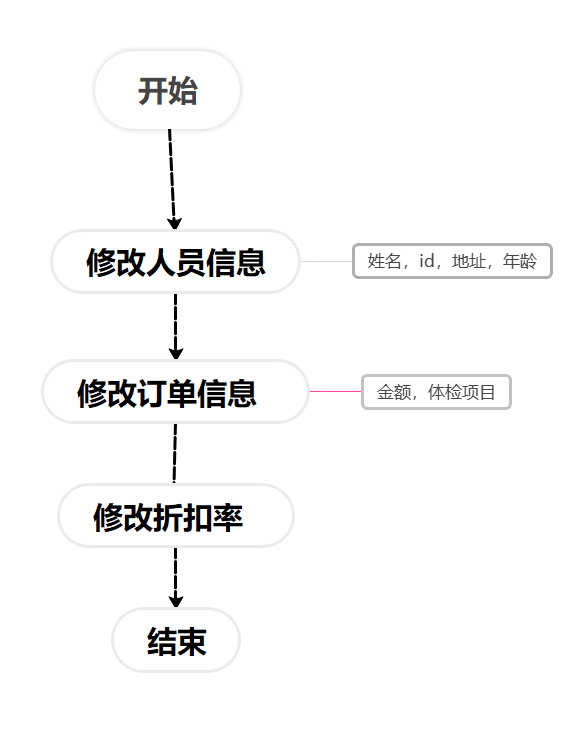 开始
修改人员信息
姓名，id，地址，年龄
修改订单信息
金额，体检项目
修改折扣率
结束